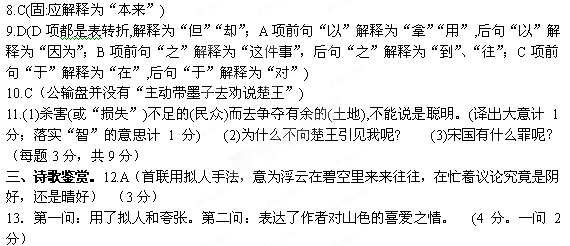 8.C(固:应解释为“本来”)
9.D(D 项都是表转折,解释为“但”“却”；A 项前句“以”解释为“拿”“用”,后句“以”解
释为“因为”；B 项前句“之”解释为“这件事”，后句“之”解释为“到”、“往”；C 项前
句“于”解释为“在”,后句“于”解释为“对”)
10.C（公输盘并没有“主动带墨子去劝说楚王”）
11.(1)杀害(或“损失”)不足的(民众)而去争夺有余的(土地),不能说是聪明。(译出大意计 1
分；落实“智”的意思计 1 分) (2)为什么不向楚王引见我呢？ (3)宋国有什么罪呢？
（每题 3 分，共 9 分）
三、诗歌鉴赏。12.A（首联用拟人手法，意为浮云在碧空里来来往往，在忙着议论究竟是阴
好，还是晴好）（3 分）
13. 第一问：用了拟人和夸张。第二问：表达了作者对山色的喜爱之情。 （4 分。一问 2
分）